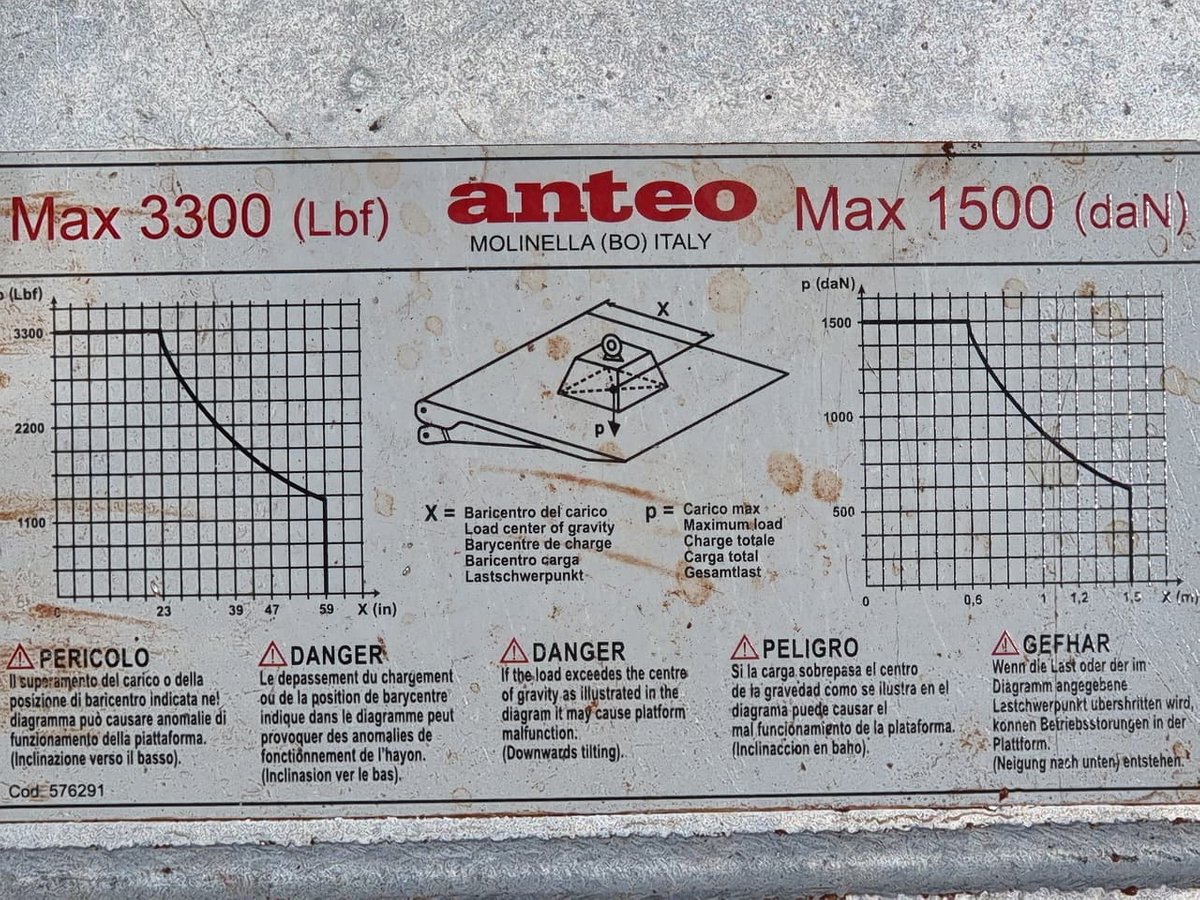 Max 3300 (Lbf)
anteo
MOLINELLA (BO) ITALY
Max 1500 (daN)
p (Lbf)
3300
2200
1100
0
23
39
47
59
X (in)
X
p
X = Baricentro del carico
Load center of gravity
Barycentre de charge
Baricentro carga
Lastschwerpunkt
p = Carico max
Maximum load
Charge totale
Carga total
Gesamtlast
p (daN)
1500
1000
500
0
0,6
1
1,2
1,5
X (m)
PERICOLO
Il superamento del carico o della
posizione di baricentro indicata nel
diagramma può causare anomalie di
funzionamento della piattaforma.
(Inclinazione verso il basso).
Cod. 576291
DANGER
Le depassement du chargement
ou de la position de barycentre
indique dans le diagramme peut
provoquer des anomalies de
fonctiónnement de l'hayon.
(Inclinasion ver le bas).
DANGER
If the load exceedes the centre
of gravity as illustrated in the
diagram it may cause platform
malfunction.
(Downwards tilting).
PELIGRO
Si la carga sobrepasa el centro
de la gravedad como se ilustra en el
diagrama puede causar el
mal funciónamiento de la plataforma.
(Inclinaccion en baho).
GEFHAR
Wenn die Last oder der im
Diagramm angegebene
Lastschwerpunkt übershritten wird,
konnen Betriebsstorungen in der
Plattform.
(Neigung nach unten) entstehen.